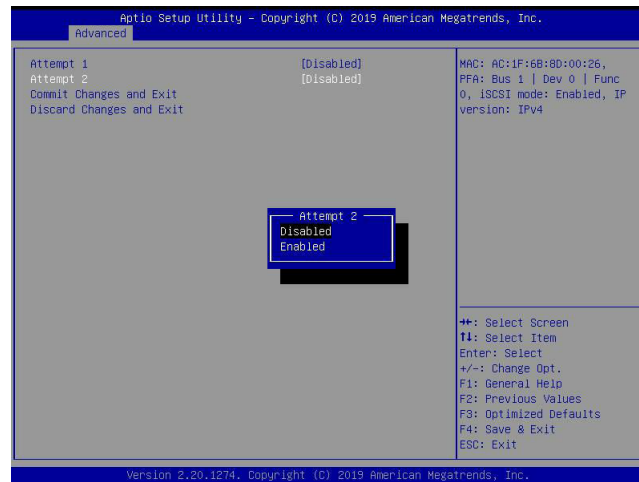 Aptio Setup Utility – Copyright (C) 2019 American Megatrends, Inc.
Advanced
Attempt 1 [Disabled]
Attempt 2 [Disabled]
Commit Changes and Exit
Discard Changes and Exit
MAC: AC:1F:6B:8D:00:26,
PFA: Bus 1 | Dev 0 | Func
0, iSCSI mode: Enabled, IP
version: IPv4
Attempt 2
Disabled
Enabled
→←: Select Screen
↑↓: Select Item
Enter: Select
+/-: Change Opt.
F1: General Help
F2: Previous Values
F3: Optimized Defaults
F4: Save & Exit
ESC: Exit
Version 2.20.1274. Copyright (C) 2019 American Megatrends, Inc.